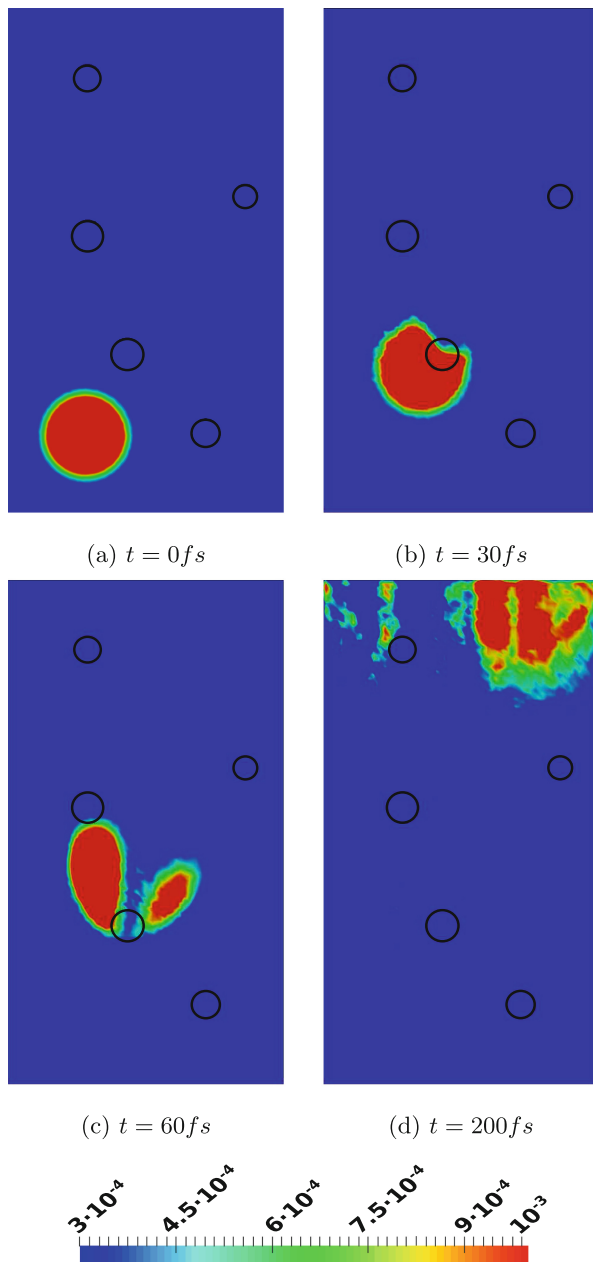 (a) t = 0fs
(b) t = 30fs
(c) t = 60fs
(d) t = 200fs
3·10⁻⁴ 4.5·10⁻⁴ 6·10⁻⁴ 7.5·10⁻⁴ 9·10⁻⁴ 10⁻³